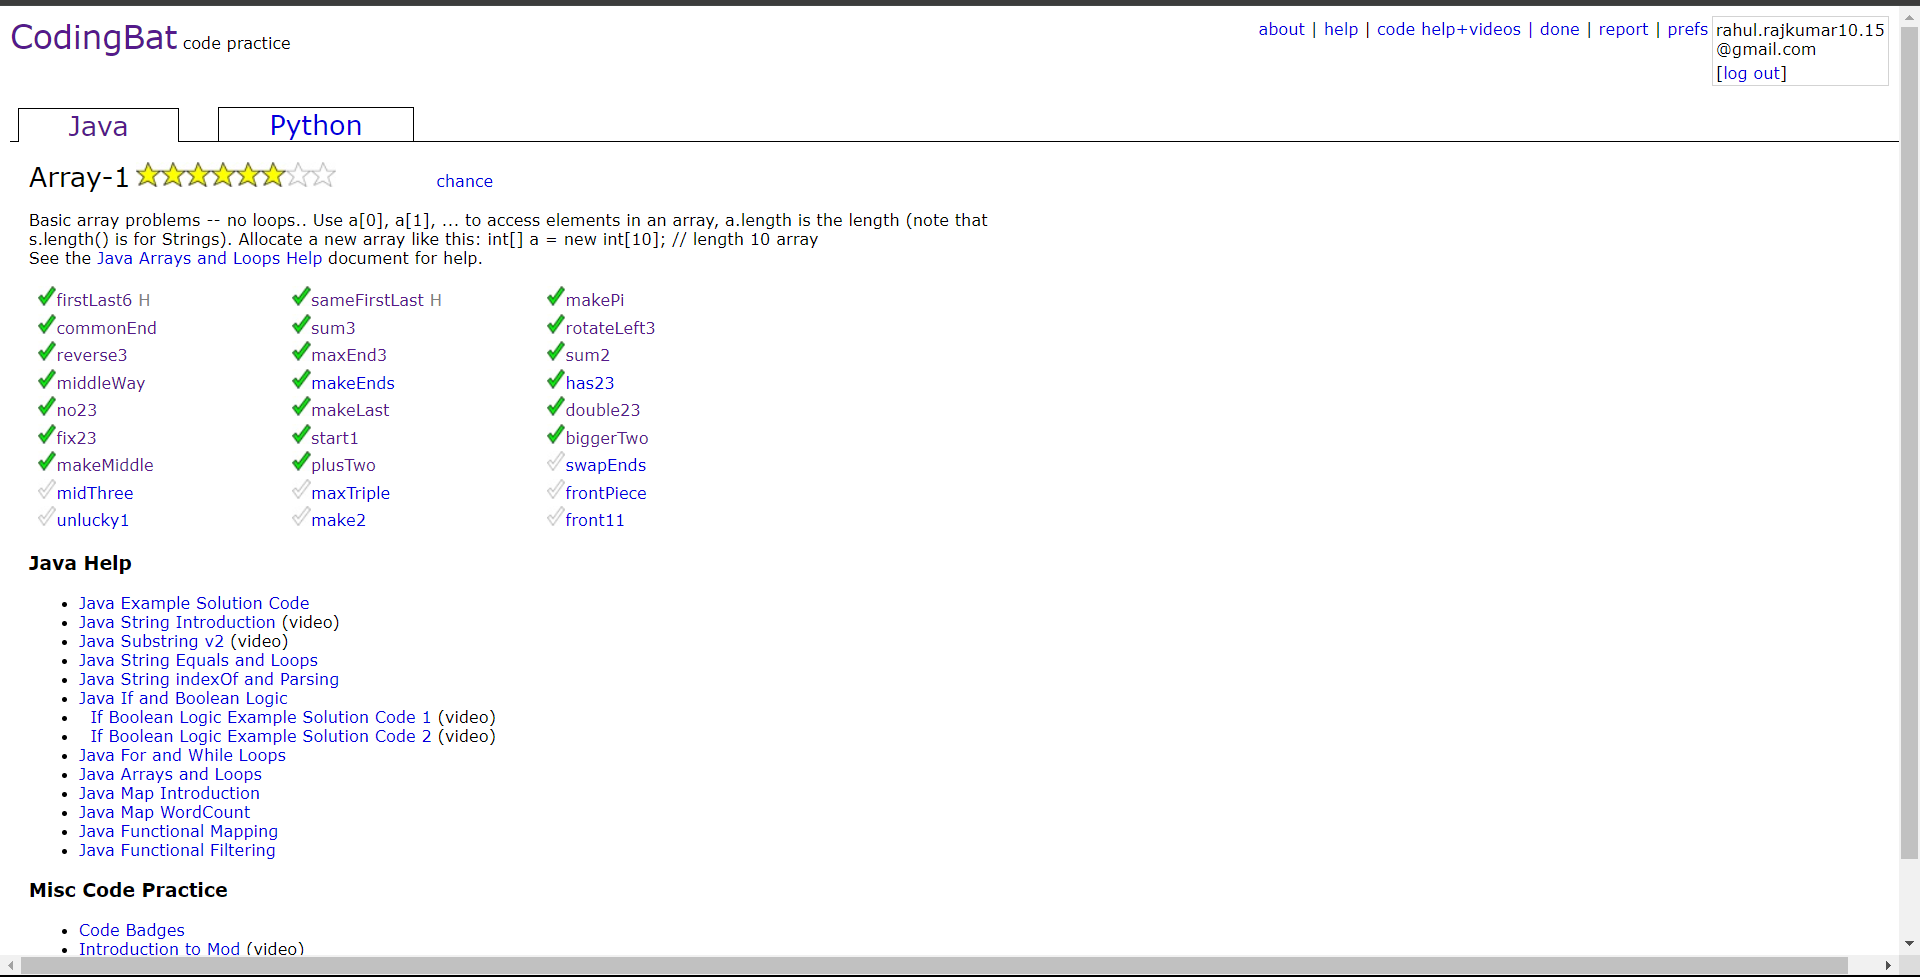 CodingBat code practice
about | help | code help+videos | done | report | prefs
rahul.rajkumar10.15
@gmail.com
[log out]
Java
Python
Array-1
chance
Basic array problems -- no loops.. Use a[0], a[1], ... to access elements in an array, a.length is the length (note that
s.length() is for Strings). Allocate a new array like this: int[] a = new int[10]; // length 10 array
See the Java Arrays and Loops Help document for help.
firstLast6 H sameFirstLast H makePi
commonEnd sum3 rotateLeft3
reverse3 maxEnd3 sum2
middleWay makeEnds has23
no23 makeLast double23
fix23 start1 biggerTwo
makeMiddle plusTwo swapEnds
midThree maxTriple frontPiece
unlucky1 make2 front11
Java Help
Java Example Solution Code
Java String Introduction (video)
Java Substring v2 (video)
Java String Equals and Loops
Java String indexOf and Parsing
Java If and Boolean Logic
If Boolean Logic Example Solution Code 1 (video)
If Boolean Logic Example Solution Code 2 (video)
Java For and While Loops
Java Arrays and Loops
Java Map Introduction
Java Map WordCount
Java Functional Mapping
Java Functional Filtering
Misc Code Practice
Code Badges
Introduction to Mod (video)